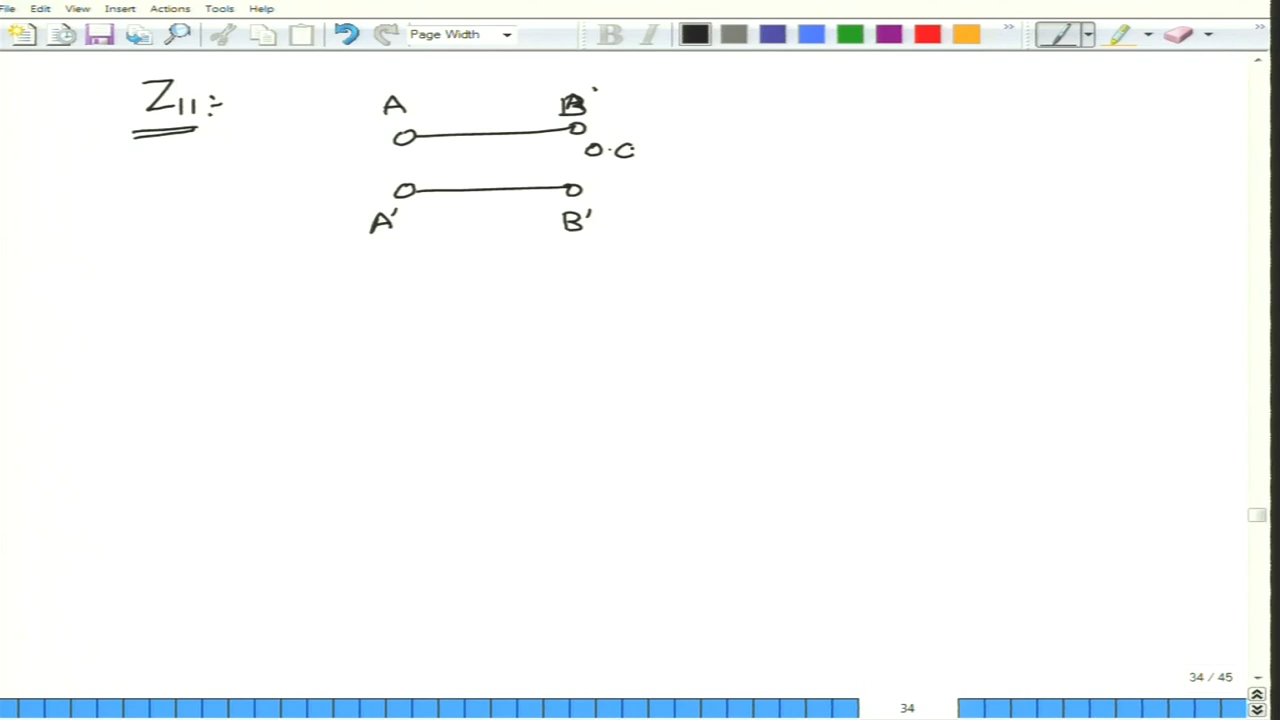 File Edit View Insert Actions Tools Help
Page Width
B I
Z11 :-
A B
O.C
A' B'
34 / 45
34